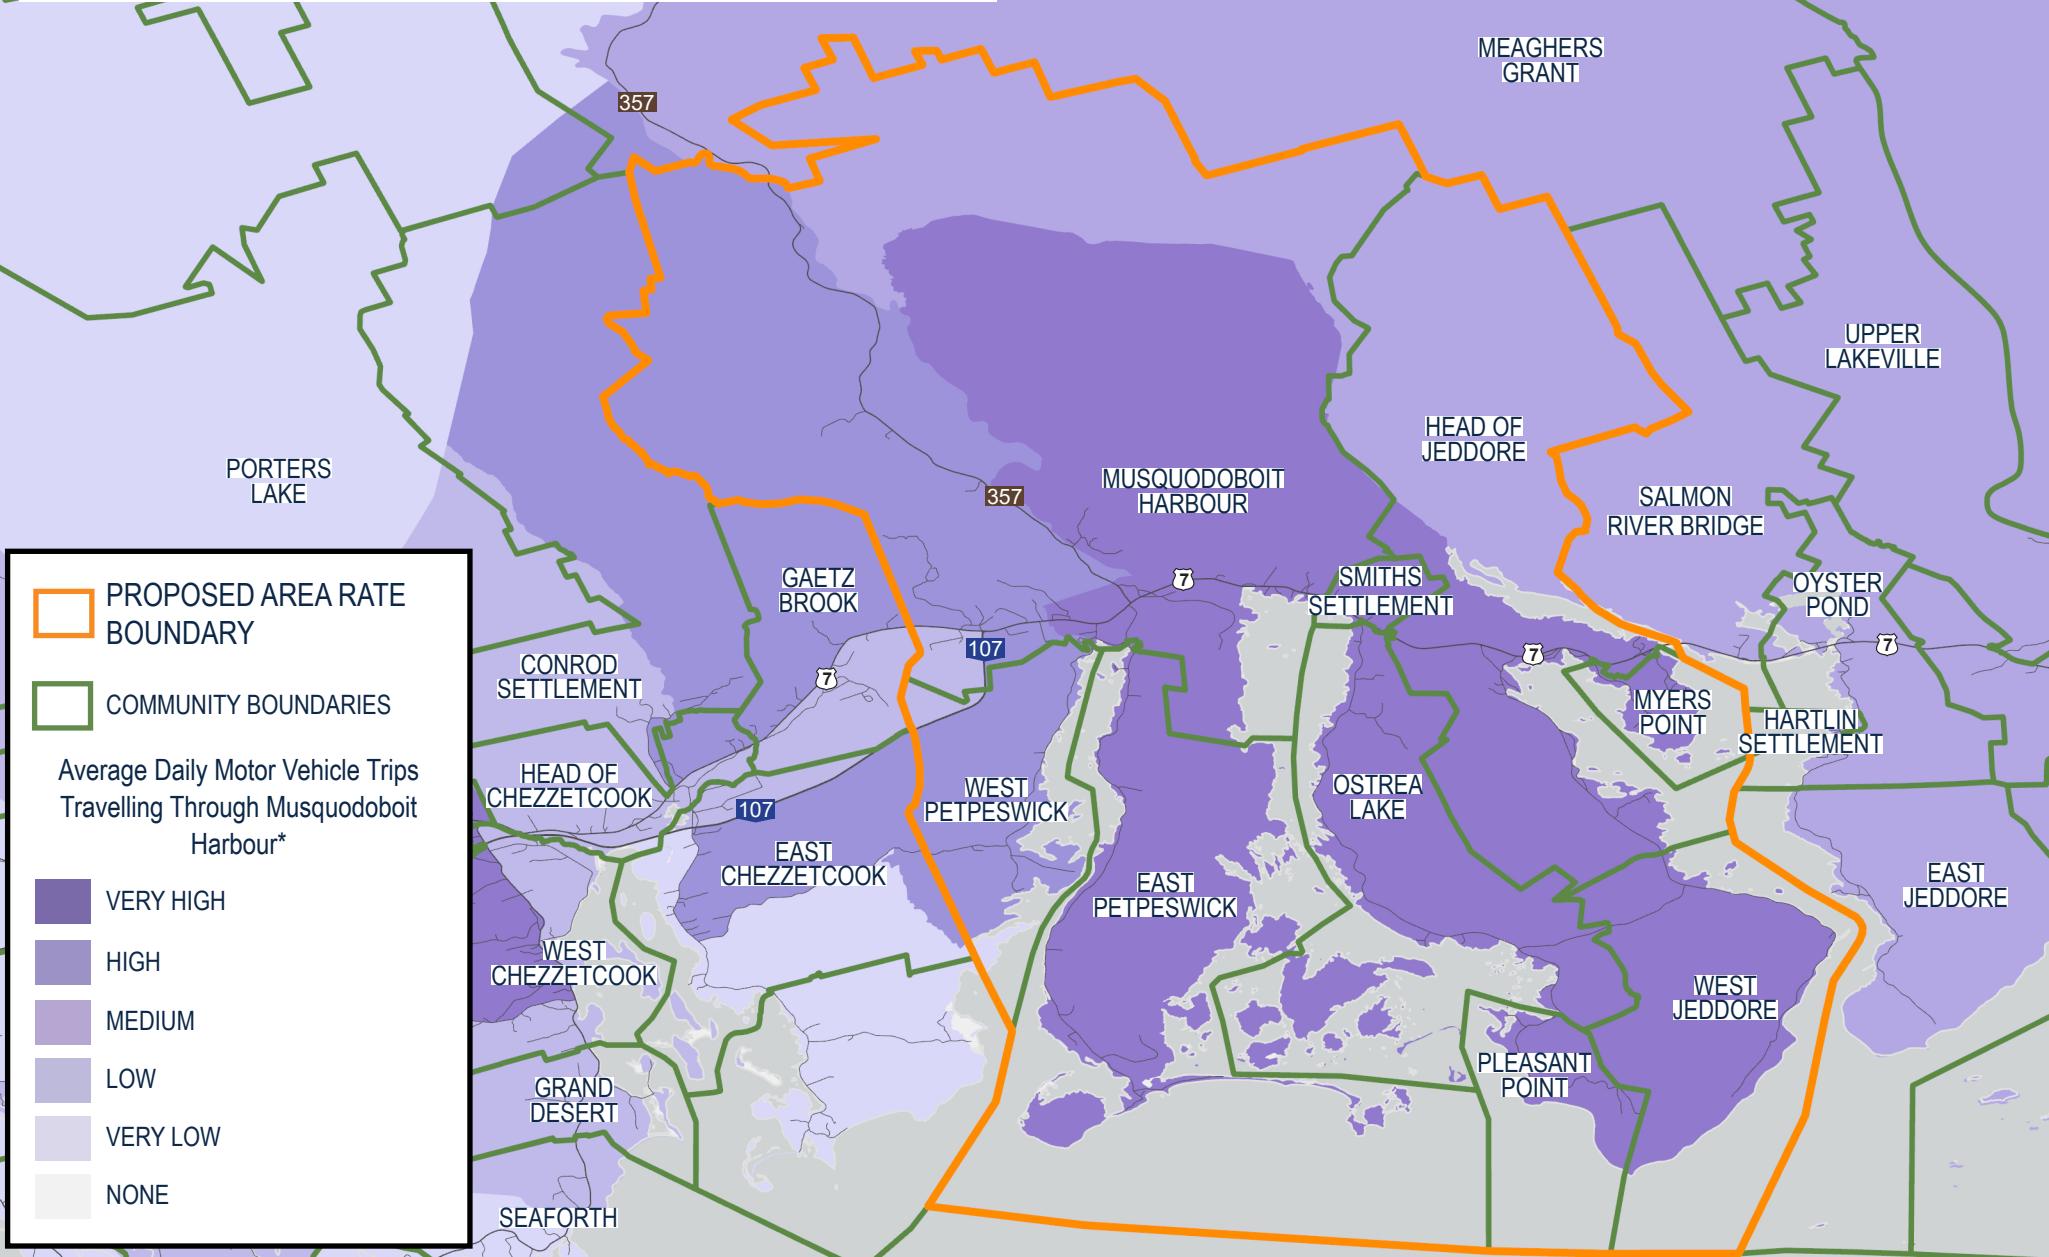 MEAGHERS
GRANT
357
UPPER
LAKEVILLE
HEAD OF
JEDDORE
PORTERS
LAKE
MUSQUODOBOIT
HARBOUR
357
SALMON
RIVER BRIDGE
GAETZ
BROOK
7
SMITHS
SETTLEMENT
OYSTER
POND
107
7
7
7
CONROD
SETTLEMENT
MYERS
POINT
HARTLIN
SETTLEMENT
HEAD OF
CHEZZETCOOK
WEST
PETPESWICK
OSTREA
LAKE
107
EAST
CHEZZETCOOK
EAST
PETPESWICK
EAST
JEDDORE
WEST
CHEZZETCOOK
WEST
JEDDORE
PLEASANT
POINT
GRAND
DESERT
SEAFORTH
PROPOSED AREA RATE
BOUNDARY
COMMUNITY BOUNDARIES
Average Daily Motor Vehicle Trips
Travelling Through Musquodoboit
Harbour*
VERY HIGH
HIGH
MEDIUM
LOW
VERY LOW
NONE